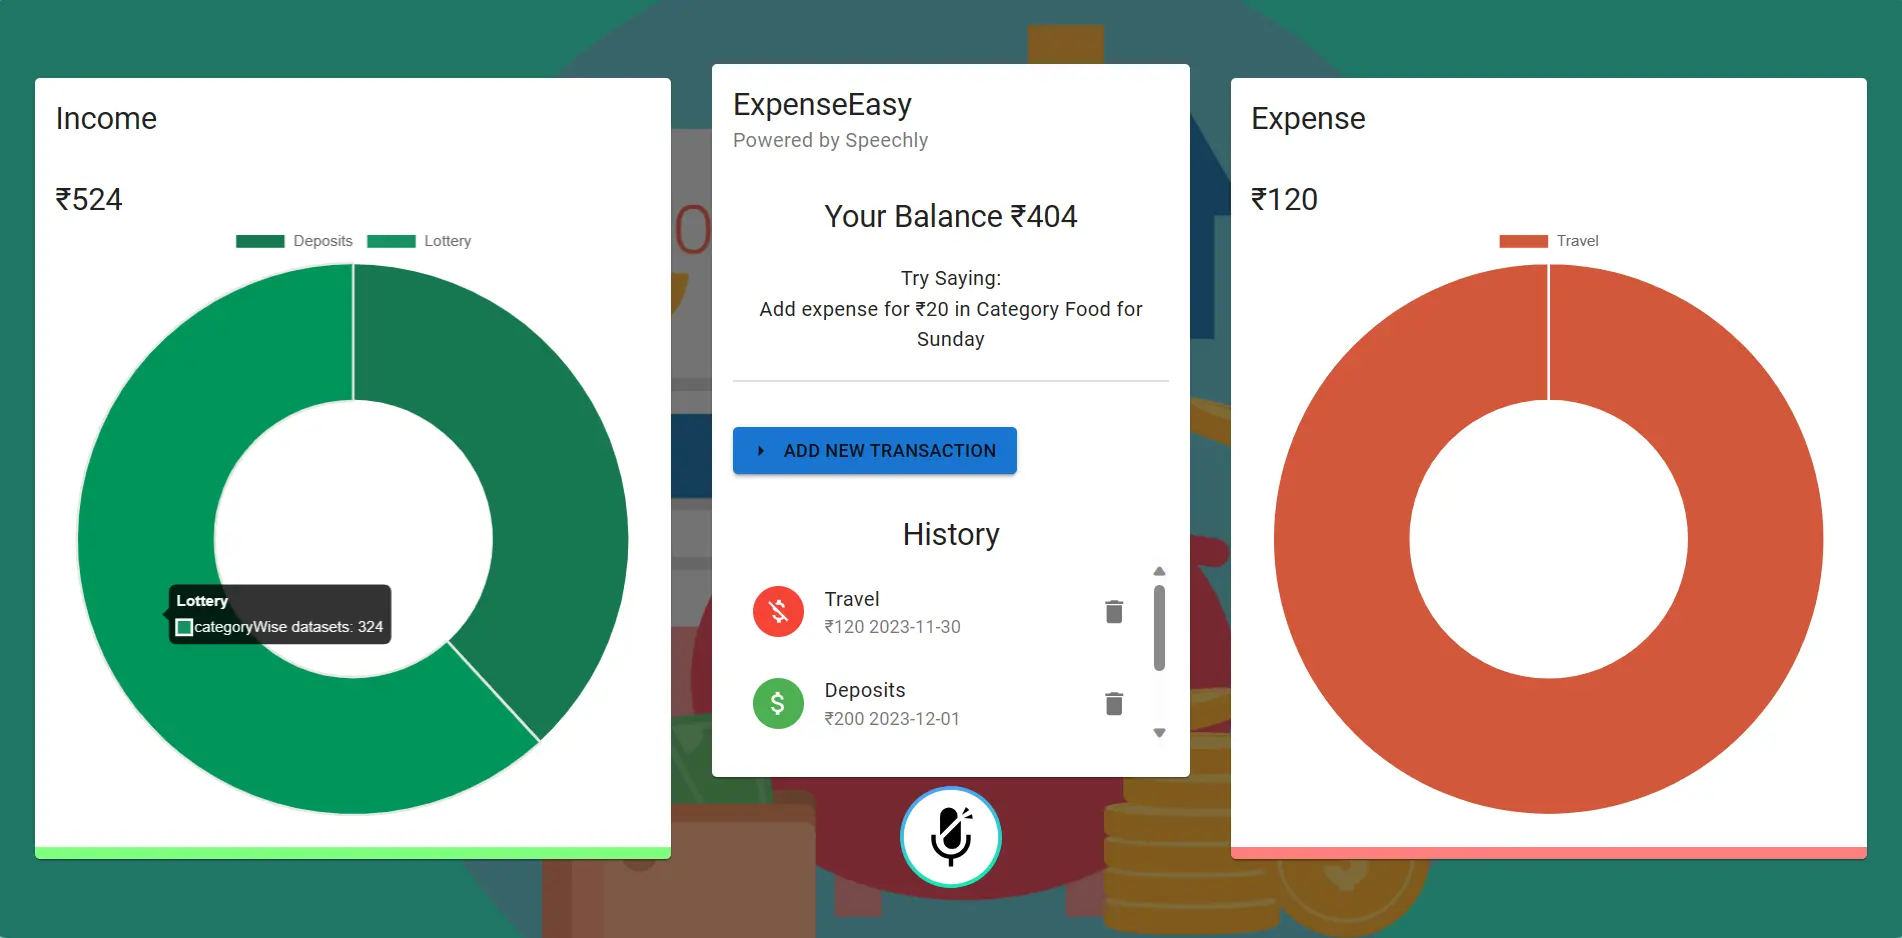 Income
₹524
Deposits Lottery
Lottery
categoryWise datasets: 324
ExpenseEasy
Powered by Speechly
Your Balance ₹404
Try Saying:
Add expense for ₹20 in Category Food for
Sunday
ADD NEW TRANSACTION
History
Travel
₹120 2023-11-30
Deposits
₹200 2023-12-01
Expense
₹120
Travel